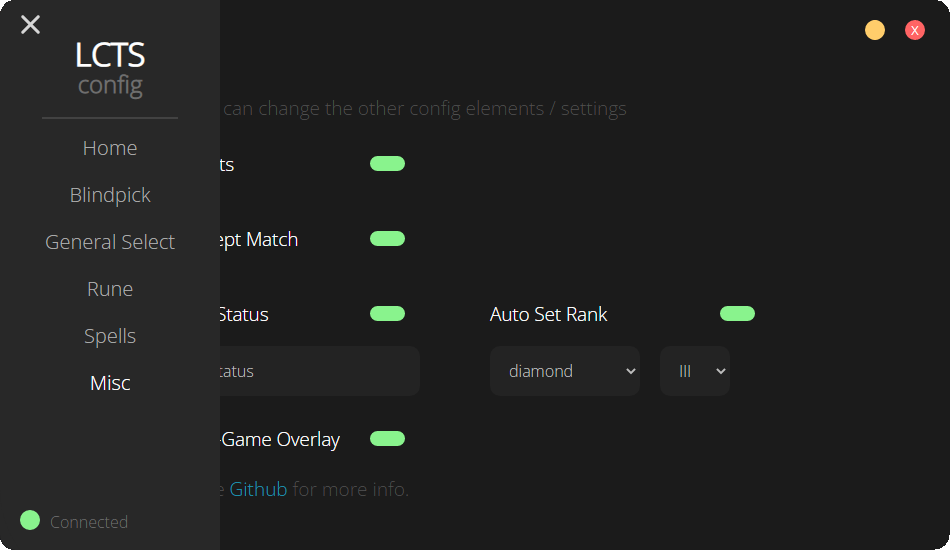 LCTS
config
Home
Blindpick
General Select
Rune
Spells
Misc
Connected
X
can change the other config elements / settings
ts
ept Match
Status
Auto Set Rank
tatus
diamond
III
-Game Overlay
e Github for more info.